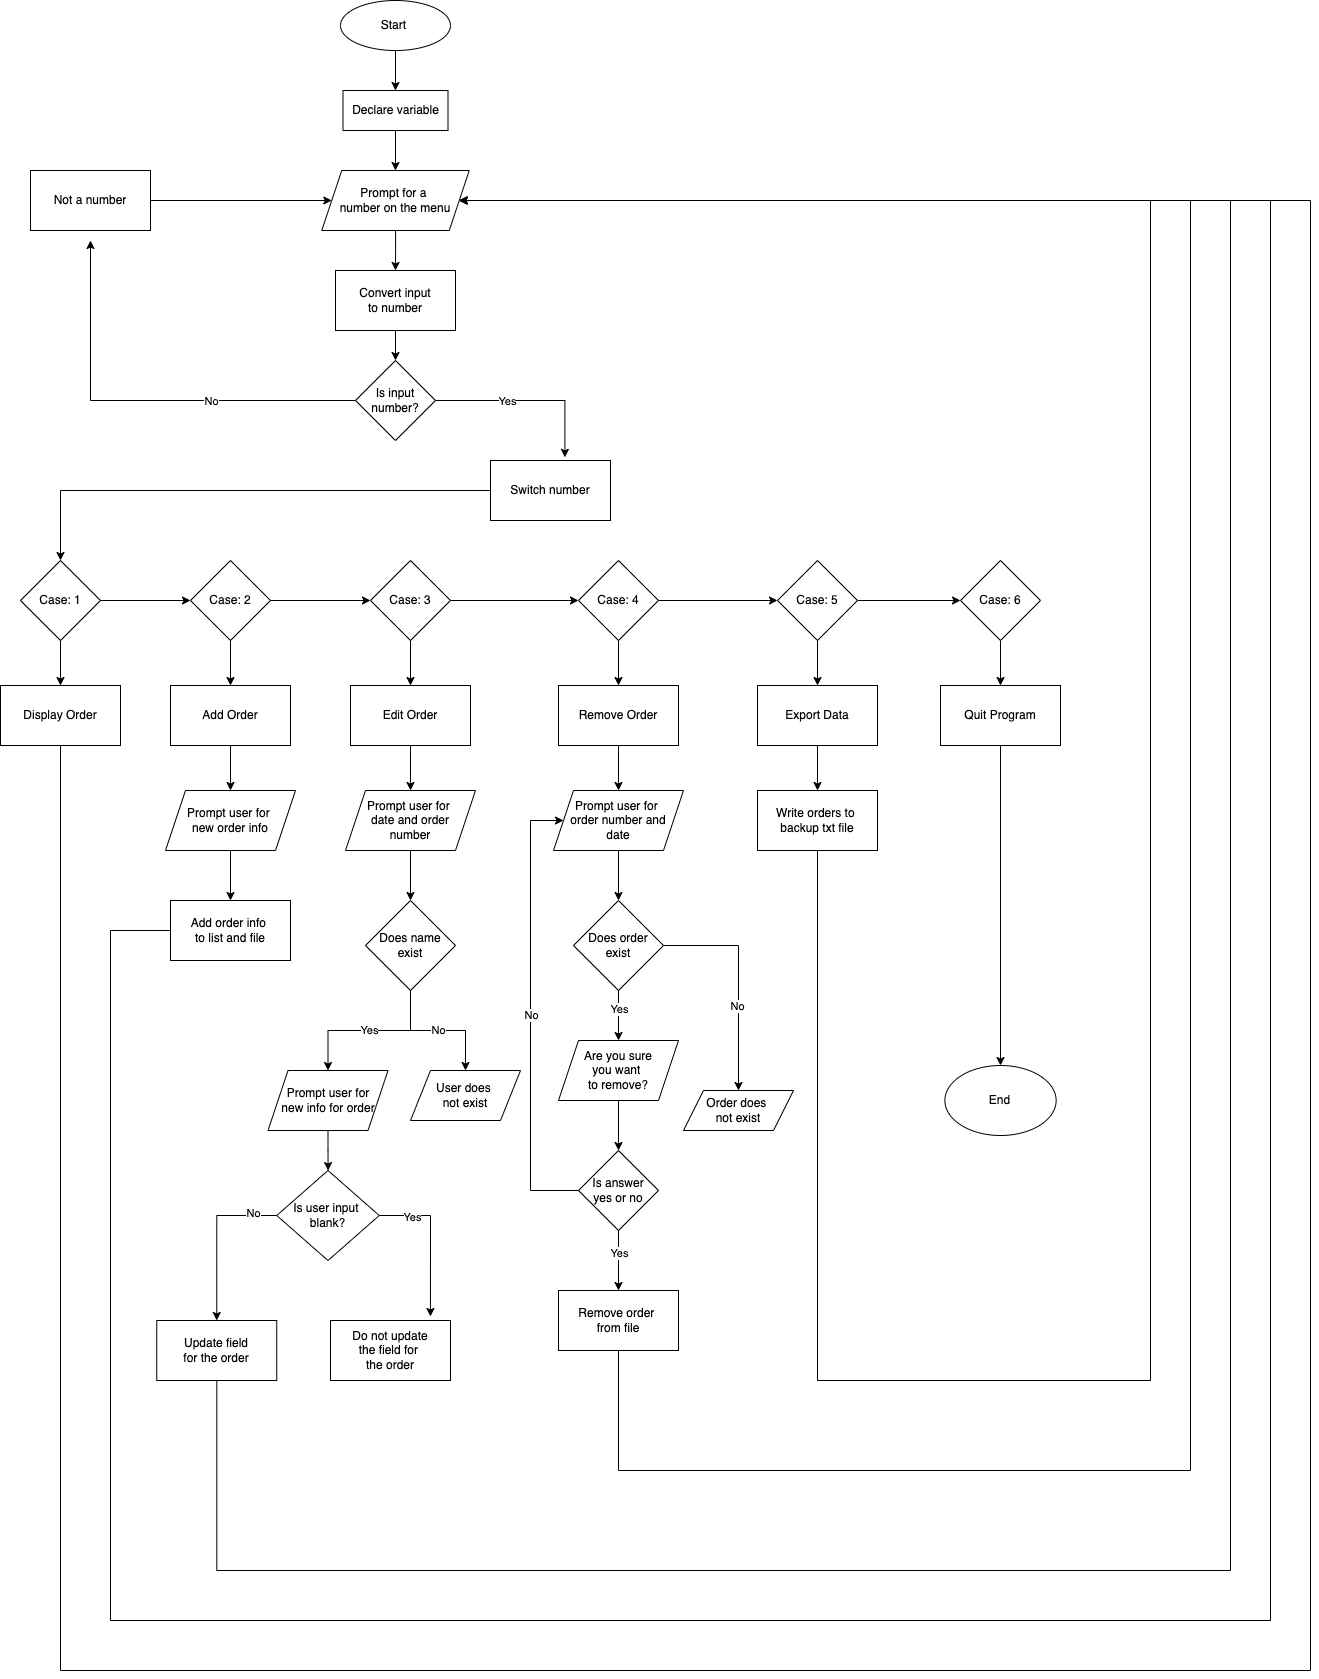 Start
Declare variable
Not a number
Prompt for a
number on the menu
Convert input
to number
Is input
number?
No
Yes
Switch number
Case: 1
Case: 2
Case: 3
Case: 4
Case: 5
Case: 6
Display Order
Add Order
Edit Order
Remove Order
Export Data
Quit Program
Prompt user for
new order info
Prompt user for
date and order
number
Prompt user for
order number and
date
Write orders to
backup txt file
Add order info
to list and file
Does name
exist
Does order
exist
No
Yes
No
Yes
No
Prompt user for
new info for order
User does
not exist
Are you sure
you want
to remove?
Order does
not exist
End
Is user input
blank?
No
Yes
Is answer
yes or no
Yes
Update field
for the order
Do not update
the field for
the order
Remove order
from file